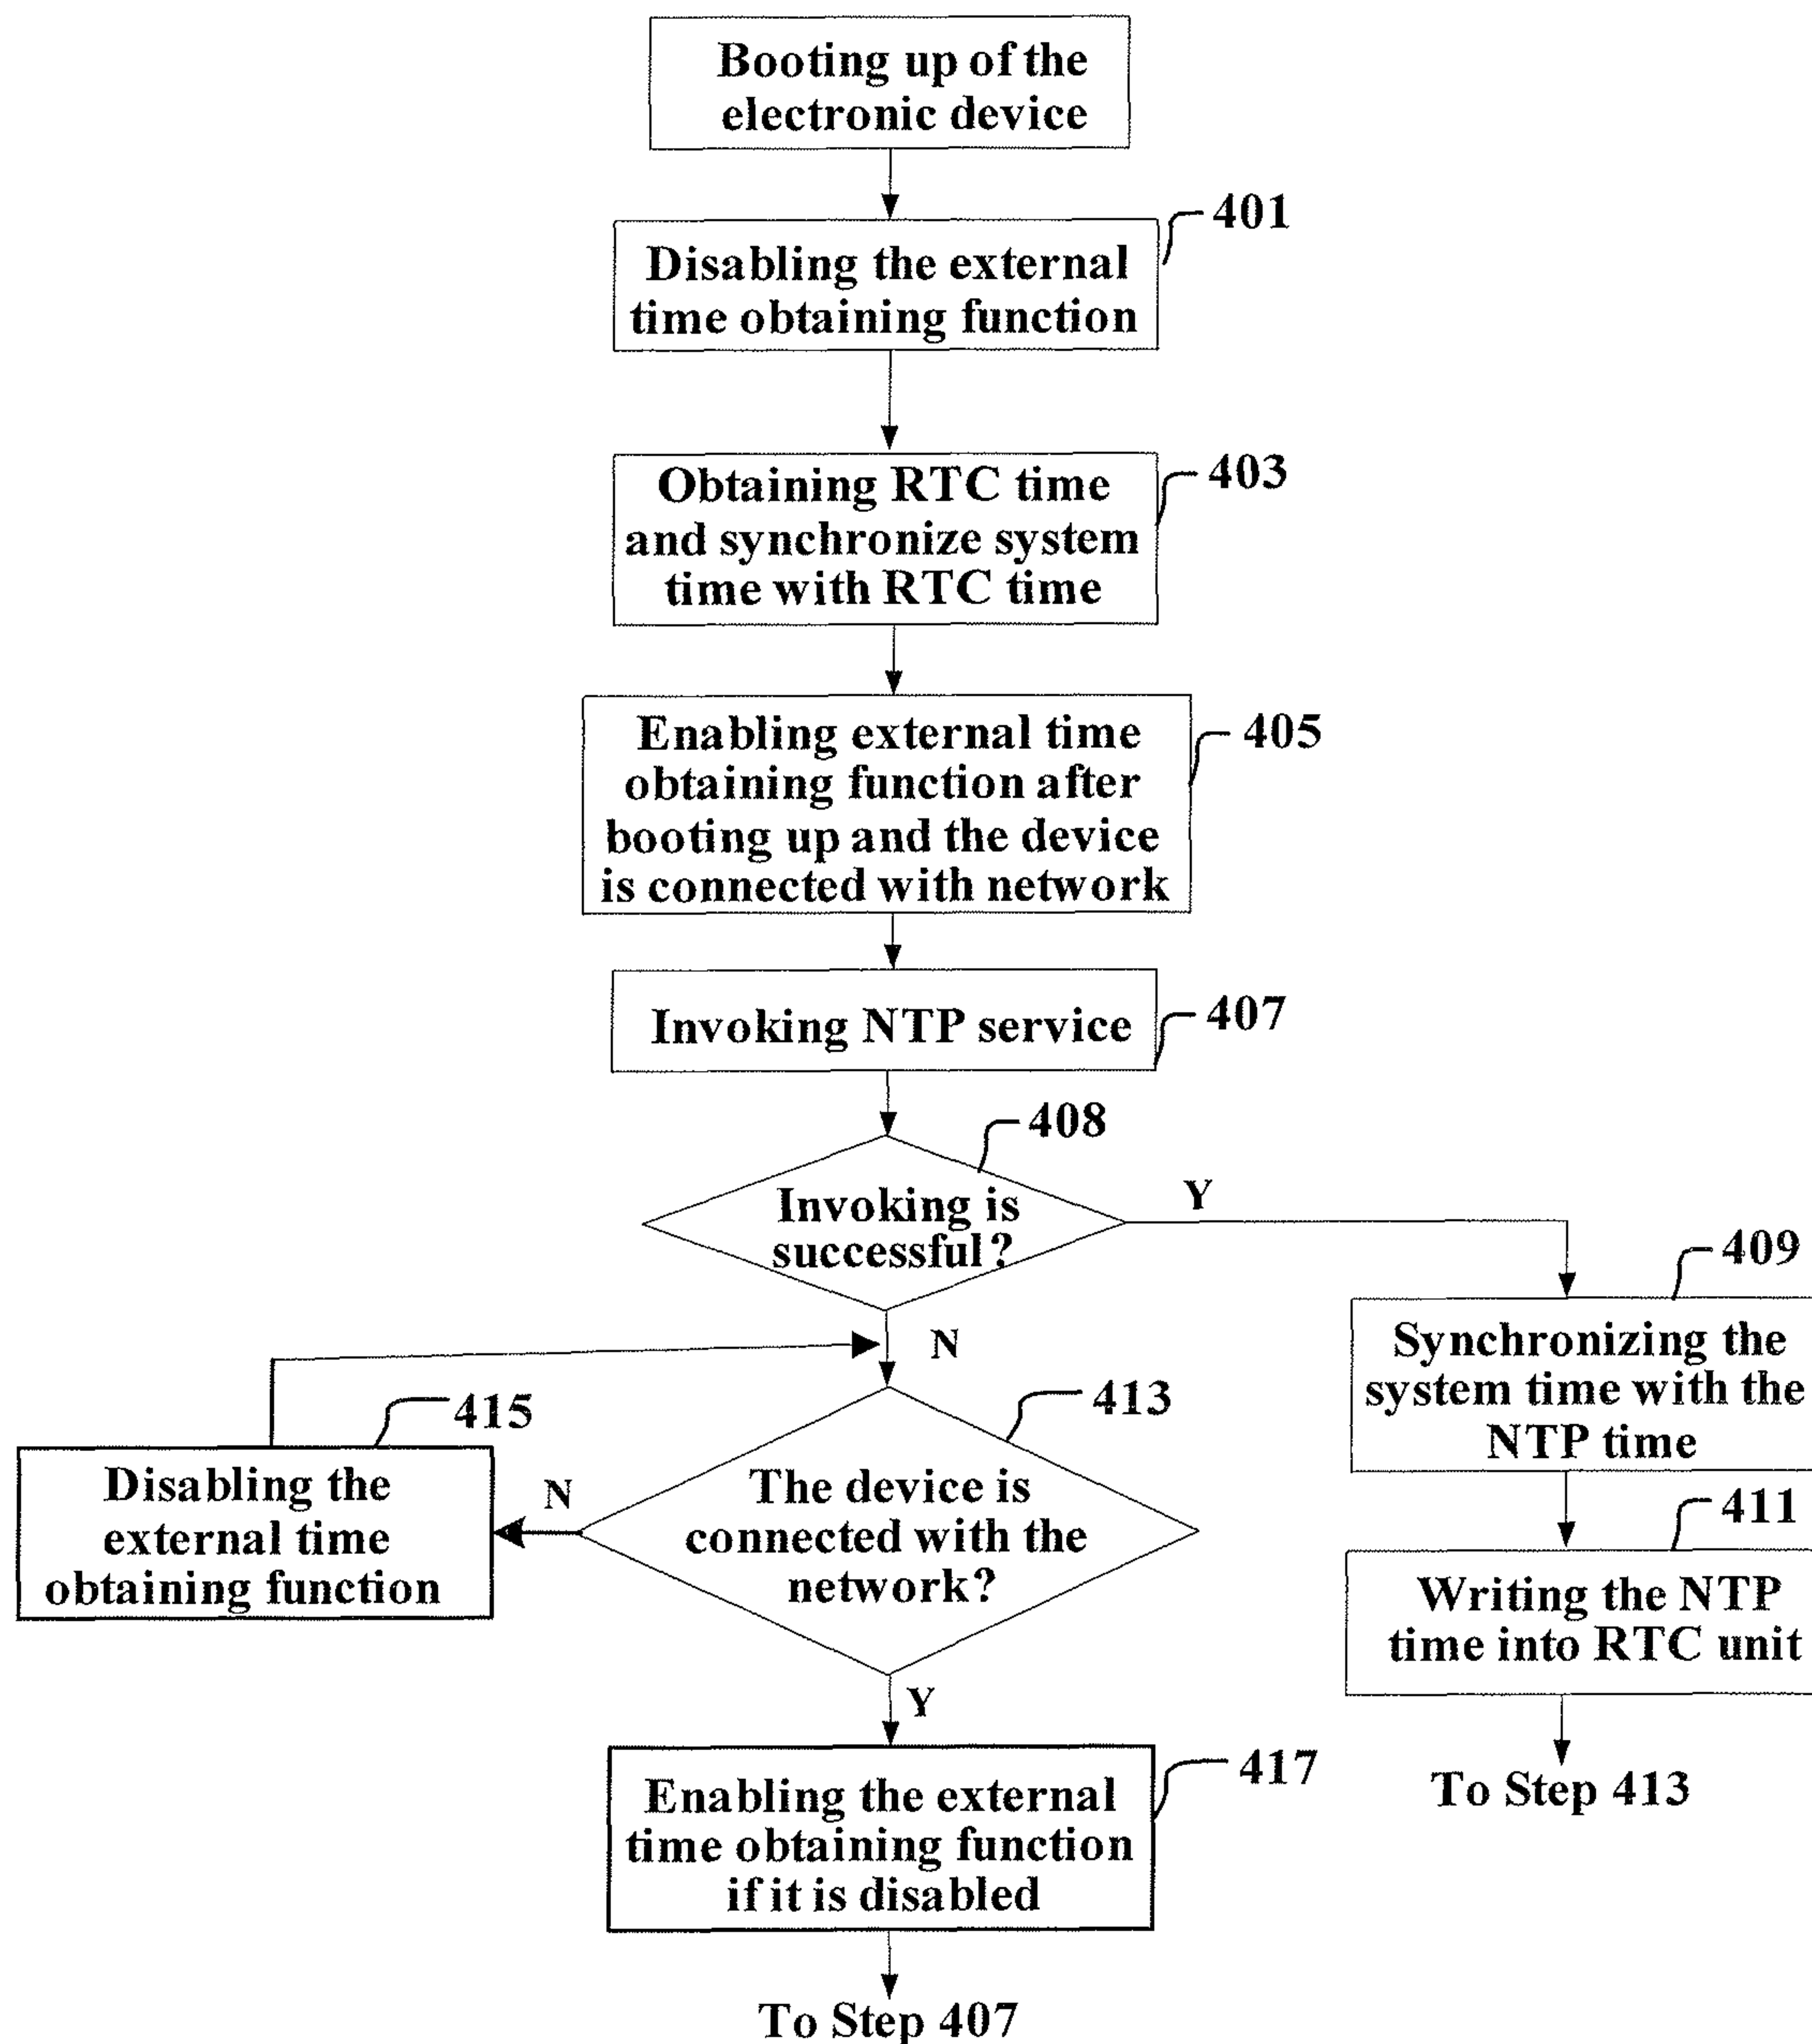 Booting up of the
electronic device
401
Disabling the external
time obtaining function
403
Obtaining RTC time
and synchronize system
time with RTC time
405
Enabling external time
obtaining function after
booting up and the device
is connected with network
407
Invoking NTP service
408
Invoking is
successful?
Y
N
409
Synchronizing the
system time with the
NTP time
411
Writing the NTP
time into RTC unit
To Step 413
413
The device is
connected with the
network?
N
415
Disabling the
external time
obtaining function
Y
417
Enabling the external
time obtaining function
if it is disabled
To Step 407